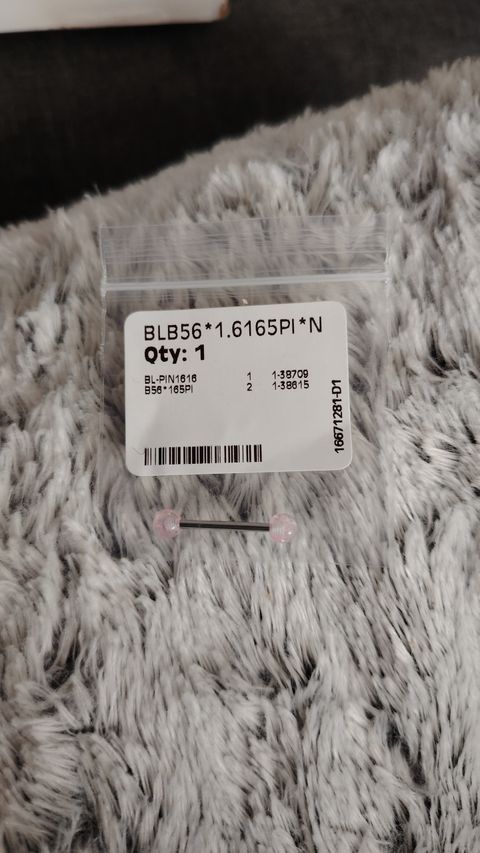 BLB56*1.6165PI*N
Qty: 1
BL-PIN1616 1 1-38709
B56*165PI 2 1-38615
16671281-D1